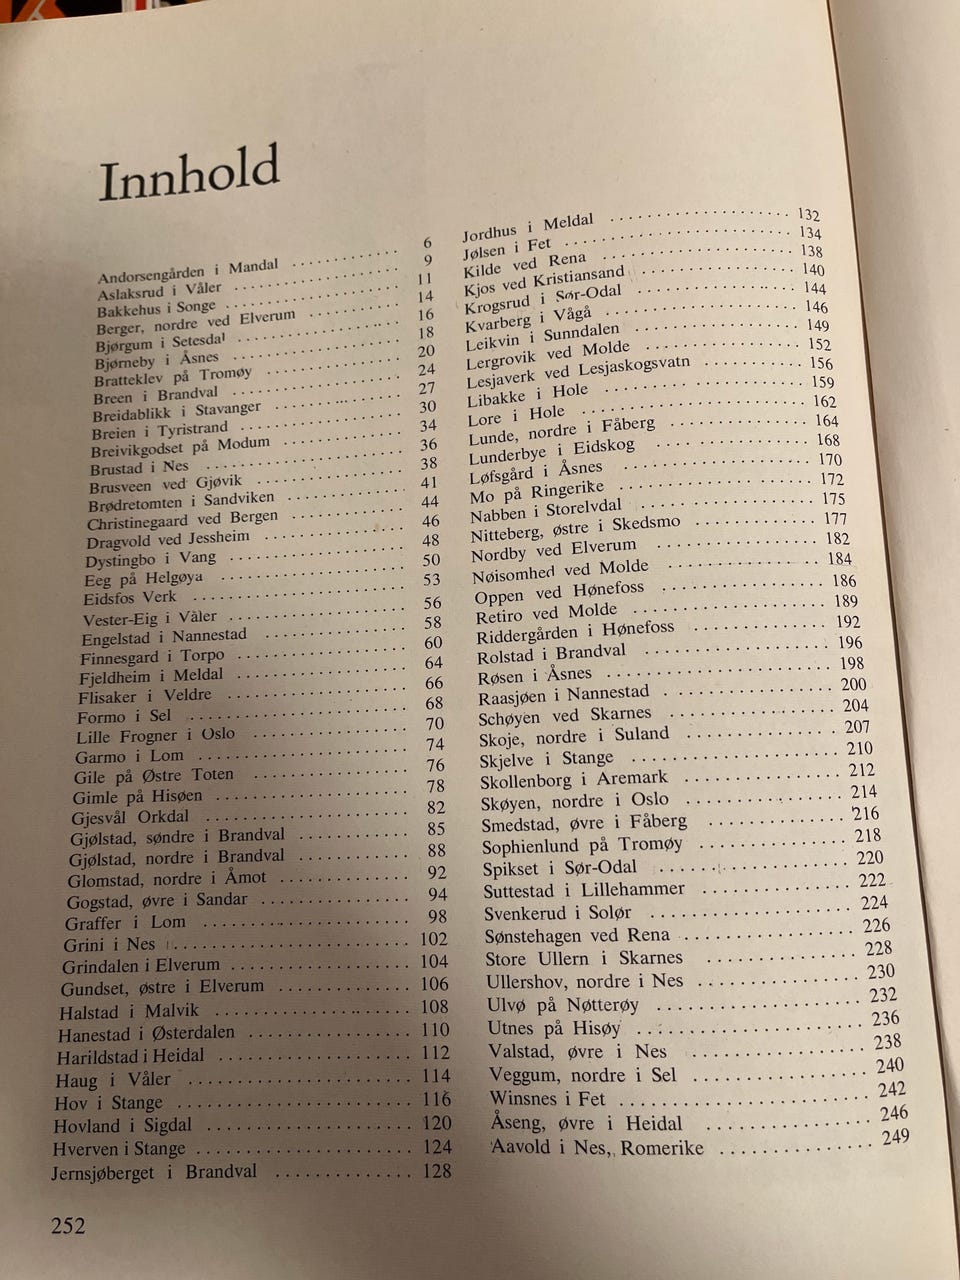 Innhold
Andorsengården i Mandal 6
Aslaksrud i Våler 9
Bakkehus i Songe 11
Berger, nordre ved Elverum 14
Bjørgum i Setesdal 16
Bjørneby i Åsnes 18
Bratteklev på Tromøy 20
Breen i Brandval 24
Breidablikk i Stavanger 27
Breien i Tyristrand 30
Breivikgodset på Modum 34
Brustad i Nes 36
Brusveen ved Gjøvik 38
Brødretomten i Sandviken 41
Christinegaard ved Bergen 44
Dragvold ved Jessheim 46
Dystingbo i Vang 48
Eeg på Helgøya 50
Eidsfos Verk 53
Vester-Eig i Våler 56
Engelstad i Nannestad 58
Finnesgard i Torpo 60
Fjeldheim i Meldal 64
Flisaker i Veldre 66
Formo i Sel 68
Lille Frogner i Oslo 70
Garmo i Lom 74
Gile på Østre Toten 76
Gimle på Hisøen 78
Gjesvål Orkdal 82
Gjølstad, søndre i Brandval 85
Gjølstad, nordre i Brandval 88
Glomstad, nordre i Åmot 92
Gogstad, øvre i Sandar 94
Graffer i Lom 98
Grini i Nes 102
Grindalen i Elverum 104
Gundset, østre i Elverum 106
Halstad i Malvik 108
Hanestad i Østerdalen 110
Harildstad i Heidal 112
Haug i Våler 114
Hov i Stange 116
Hovland i Sigdal 120
Hverven i Stange 124
Jernsjøberget i Brandval 128
Jordhus i Meldal 132
Jølsen i Fet 134
Kilde ved Rena 138
Kjos ved Kristiansand 140
Krogsrud i Sør-Odal 144
Kvarberg i Vågå 146
Leikvin i Sunndalen 149
Lergrovik ved Molde 152
Lesjaverk ved Lesjaskogsvatn 156
Libakke i Hole 159
Lore i Hole 162
Lunde, nordre i Fåberg 164
Lunderbye i Eidskog 168
Løfsgård i Åsnes 170
Mo på Ringerike 172
Nabben i Storelvdal 175
Nitteberg, østre i Skedsmo 177
Nordby ved Elverum 182
Nøisomhed ved Molde 184
Oppen ved Hønefoss 186
Retiro ved Molde 189
Riddergården i Hønefoss 192
Rolstad i Brandval 196
Røsen i Åsnes 198
Raasjøen i Nannestad 200
Schøyen ved Skarnes 204
Skoje, nordre i Suland 207
Skjelve i Stange 210
Skollenborg i Aremark 212
Skøyen, nordre i Oslo 214
Smedstad, øvre i Fåberg 216
Sophienlund på Tromøy 218
Spikset i Sør-Odal 220
Suttestad i Lillehammer 222
Svenkerud i Solør 224
Sønstehagen ved Rena 226
Store Ullern i Skarnes 228
Ullershov, nordre i Nes 230
Ulvø på Nøtterøy 232
Utnes på Hisøy 236
Valstad, øvre i Nes 238
Veggum, nordre i Sel 240
Winsnes i Fet 242
Åseng, øvre i Heidal 246
Aavold i Nes, Romerike 249
252